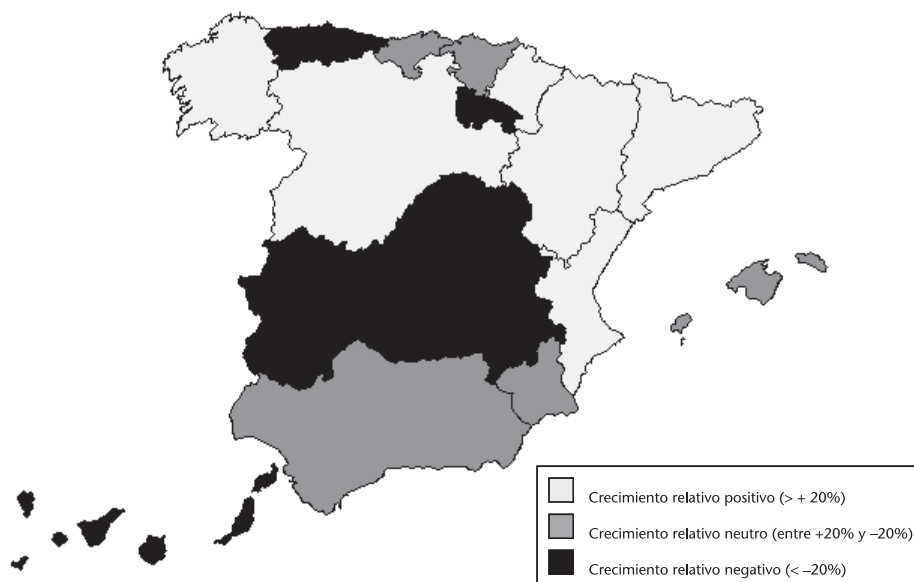 Crecimiento relativo positivo (> + 20%)
Crecimiento relativo neutro (entre +20% y –20%)
Crecimiento relativo negativo (< –20%)